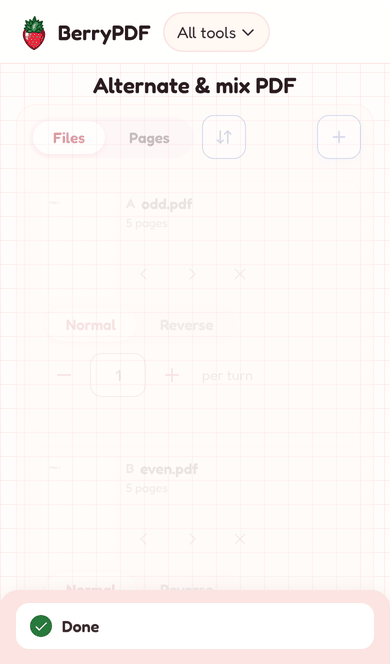 BerryPDF All tools
Alternate & mix PDF
Files Pages
A odd.pdf
5 pages
Normal Reverse
1 per turn
B even.pdf
5 pages
Normal Reverse
Done